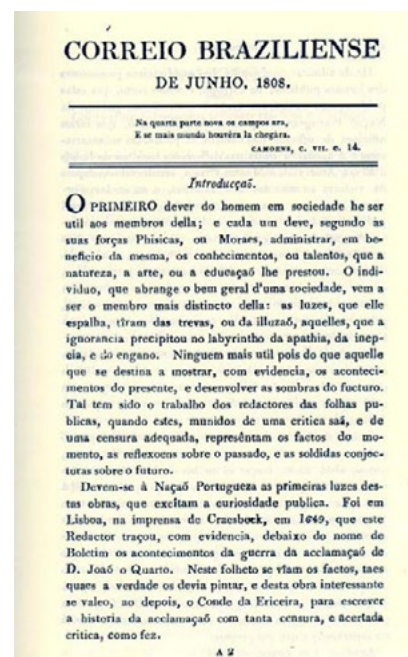 CORREIO BRAZILIENSE
DE JUNHO, 1808.
Na quarta parte nova os campos ara,
E se mais mundo houvéra la chegára.
CAMOENS, C. VII. e. 14.
Introducçaõ.
O PRIMEIRO dever do homem em sociedade he ser
util aos membros della; e cada um deve, segundo as
suas forças Phisicas, ou Moraes, administrar, em be-
neficio da mesma, os conhecimentos, ou talentos, que a
natureza, a arte, ou a educaçaõ lhe prestou. O indi-
viduo, que abrange o bem geral d'uma sociedade, vem a
ser o membro mais distincto della: as luzes, que elle
espalha, tîram das trevas, ou da illuzaõ, aquelles, que a
ignorancia precipitou no labyrintho da apathia, da inep-
cia, e do engano. Ninguem mais util pois do que aquelle
que se destina a mostrar, com evidencia, os aconteci-
mentos do presente, e desenvolver as sombras do fucturo.
Tal tem sido o trabalho dos redactores das folhas pu-
blicas, quando estes, munidos de uma critica saã, e de
uma censura adequada, represêntam os factos do mo-
mento, as reflexoens sobre o passado, e as soldidas conjec-
turas sobre o futuro.
Devem-se à Naçaõ Portugueza as primeiras luzes des-
tas obras, que excitam a curiosidade publica. Foi em
Lisboa, na imprensa de Craesbeck, em 1649, que este
Redactor traçou, com evidencia, debaixo do nome de
Boletim os acontecimentos da guerra da acclamaçaõ de
D. Joaõ o Quarto. Neste folheto se viam os factos, taes
quaes a verdade os devia pintar, e desta obra interessante
se valeo, ao depois, o Conde da Ericeira, para escrever
a historia da acclamaçaõ com tanta censura, e acertada
critica, como fez.
A 2